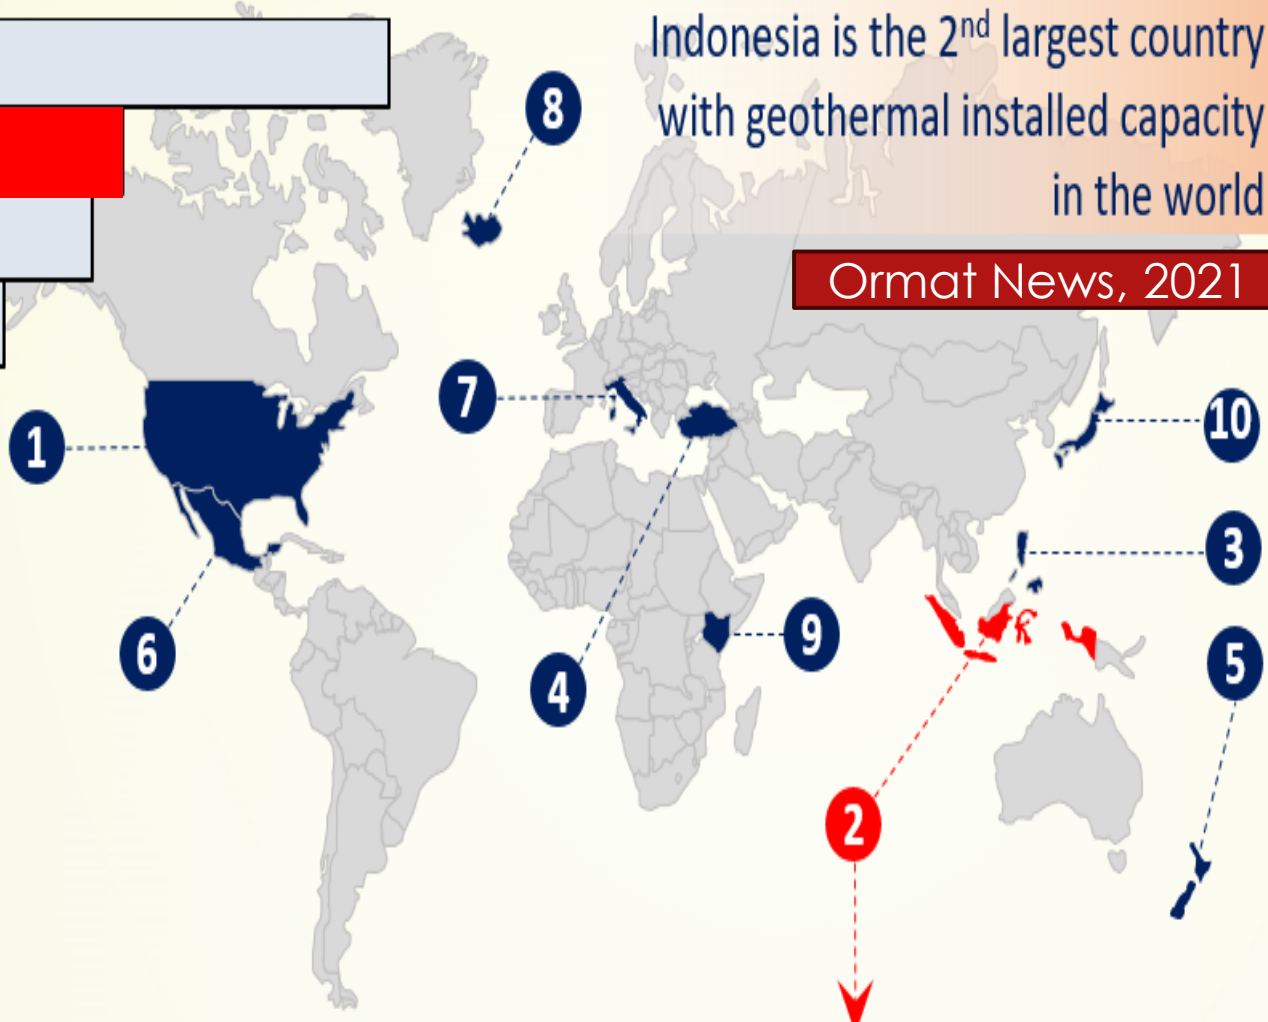 Indonesia is the 2nd largest country
with geothermal installed capacity
in the world
Ormat News, 2021
8
7
1
10
3
6
9
5
4
2